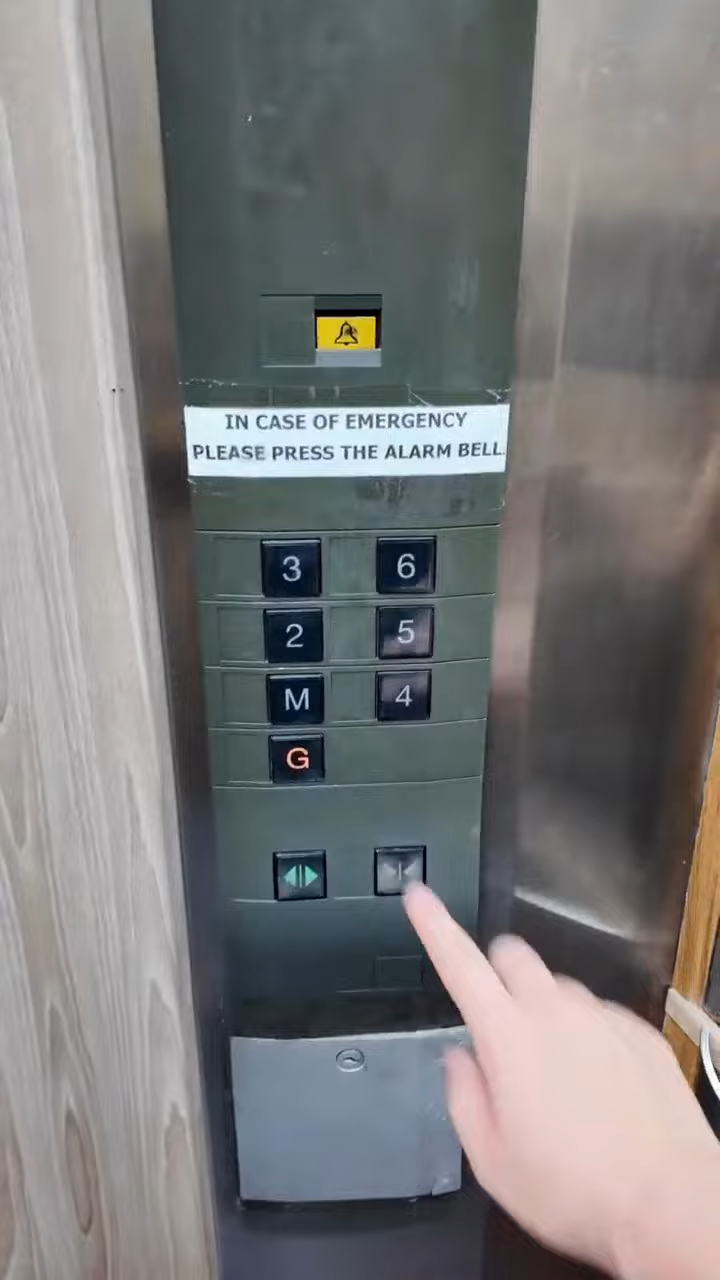 IN CASE OF EMERGENCY
PLEASE PRESS THE ALARM BELL.
3 6
2 5
M 4
G